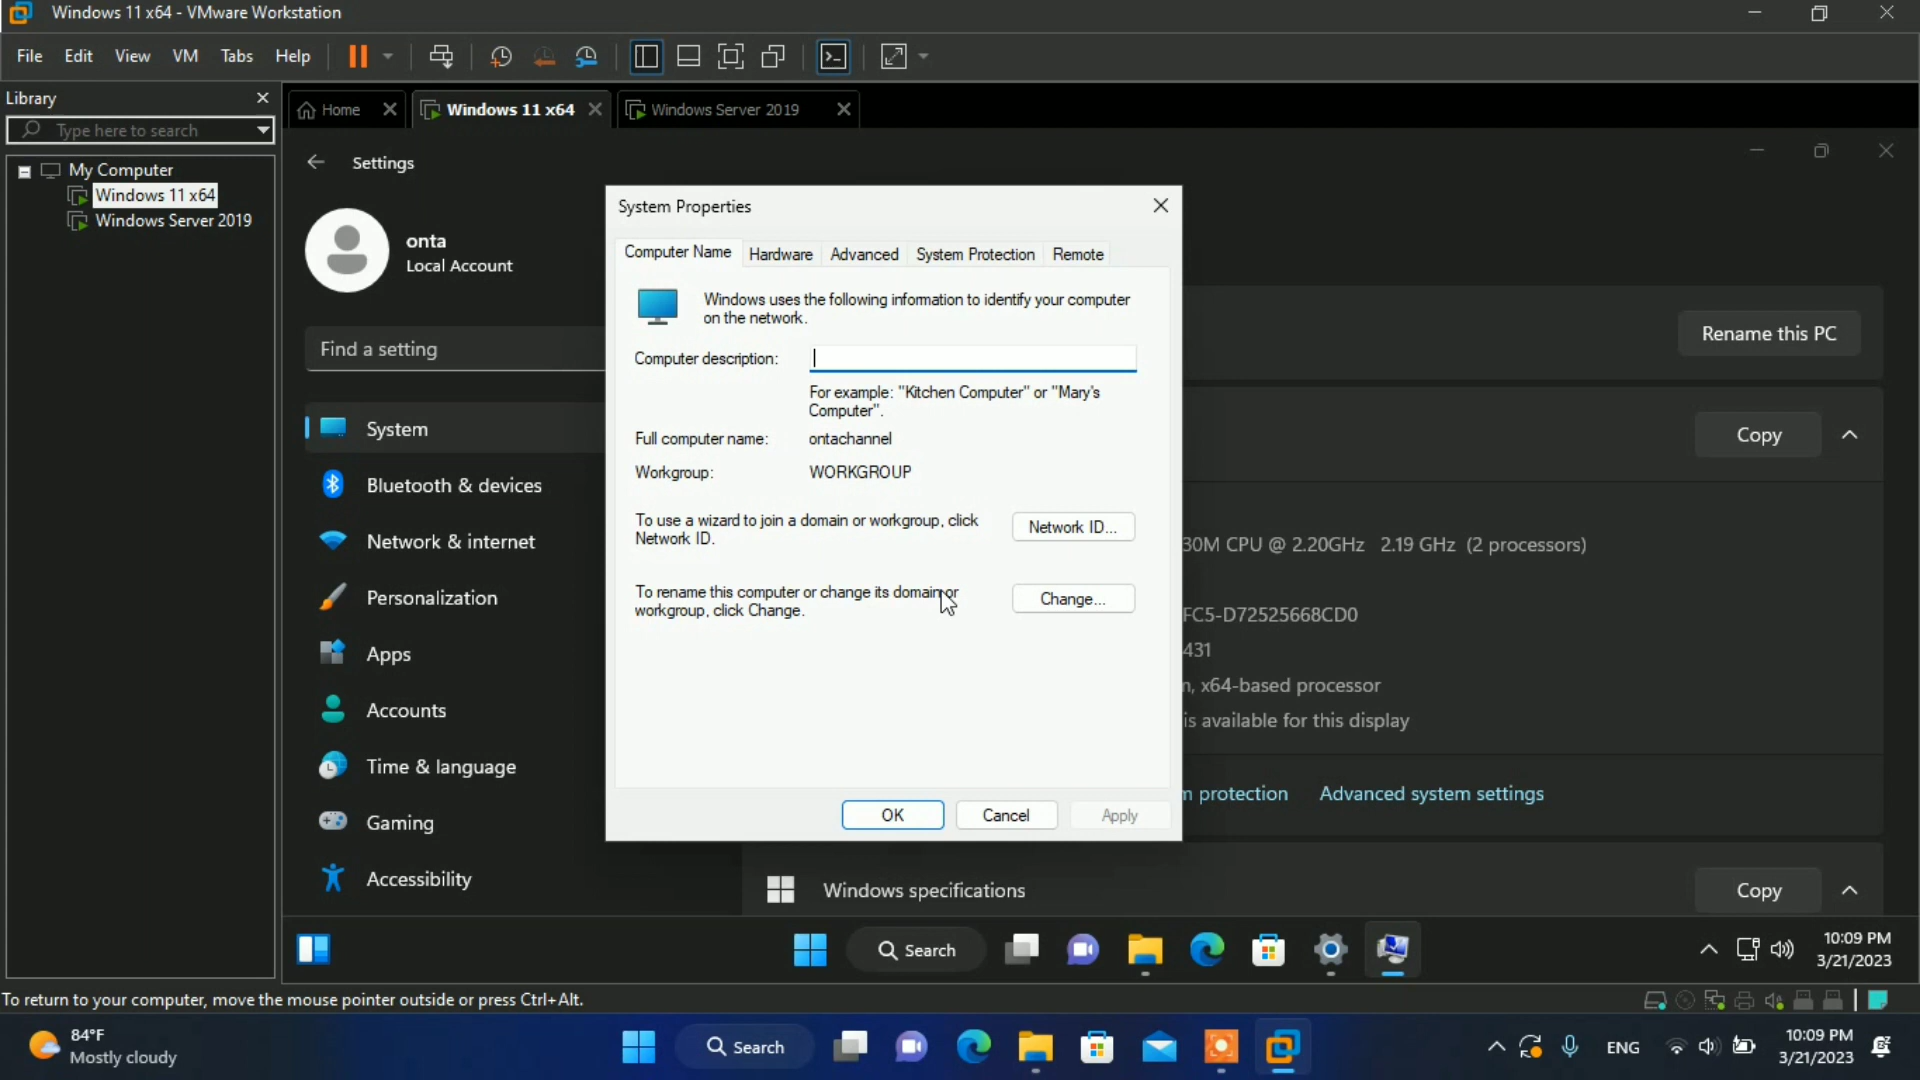 Windows 11 x64 - VMware Workstation
File Edit View VM Tabs Help
Library
Type here to search
My Computer
Windows 11 x64
Windows Server 2019
Home
Windows 11 x64
Windows Server 2019
Settings
onta
Local Account
Find a setting
System
Bluetooth & devices
Network & internet
Personalization
Apps
Accounts
Time & language
Gaming
Accessibility
System Properties
Computer Name Hardware Advanced System Protection Remote
Windows uses the following information to identify your computer
on the network.
Computer description:
For example: "Kitchen Computer" or "Mary's
Computer".
Full computer name: ontachannel
Workgroup: WORKGROUP
To use a wizard to join a domain or workgroup, click
Network ID.
Network ID...
To rename this computer or change its domain or
workgroup, click Change.
Change...
OK Cancel Apply
Rename this PC
Copy
30M CPU @ 2.20GHz 2.19 GHz (2 processors)
FC5-D72525668CD0
431
, x64-based processor
is available for this display
protection Advanced system settings
Windows specifications
Copy
Search
10:09 PM
3/21/2023
To return to your computer, move the mouse pointer outside or press Ctrl+Alt.
84°F
Mostly cloudy
Search
ENG
10:09 PM
3/21/2023